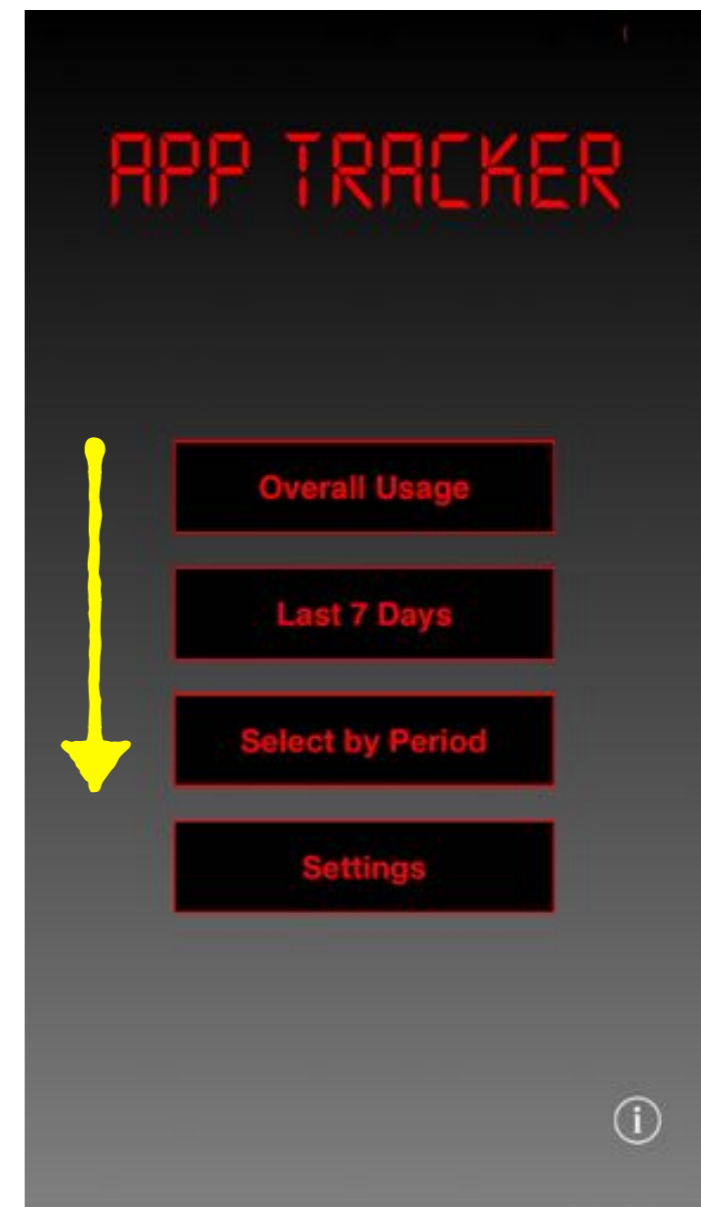 APP TRACKER
Overall Usage
Last 7 Days
Select by Period
Settings
i